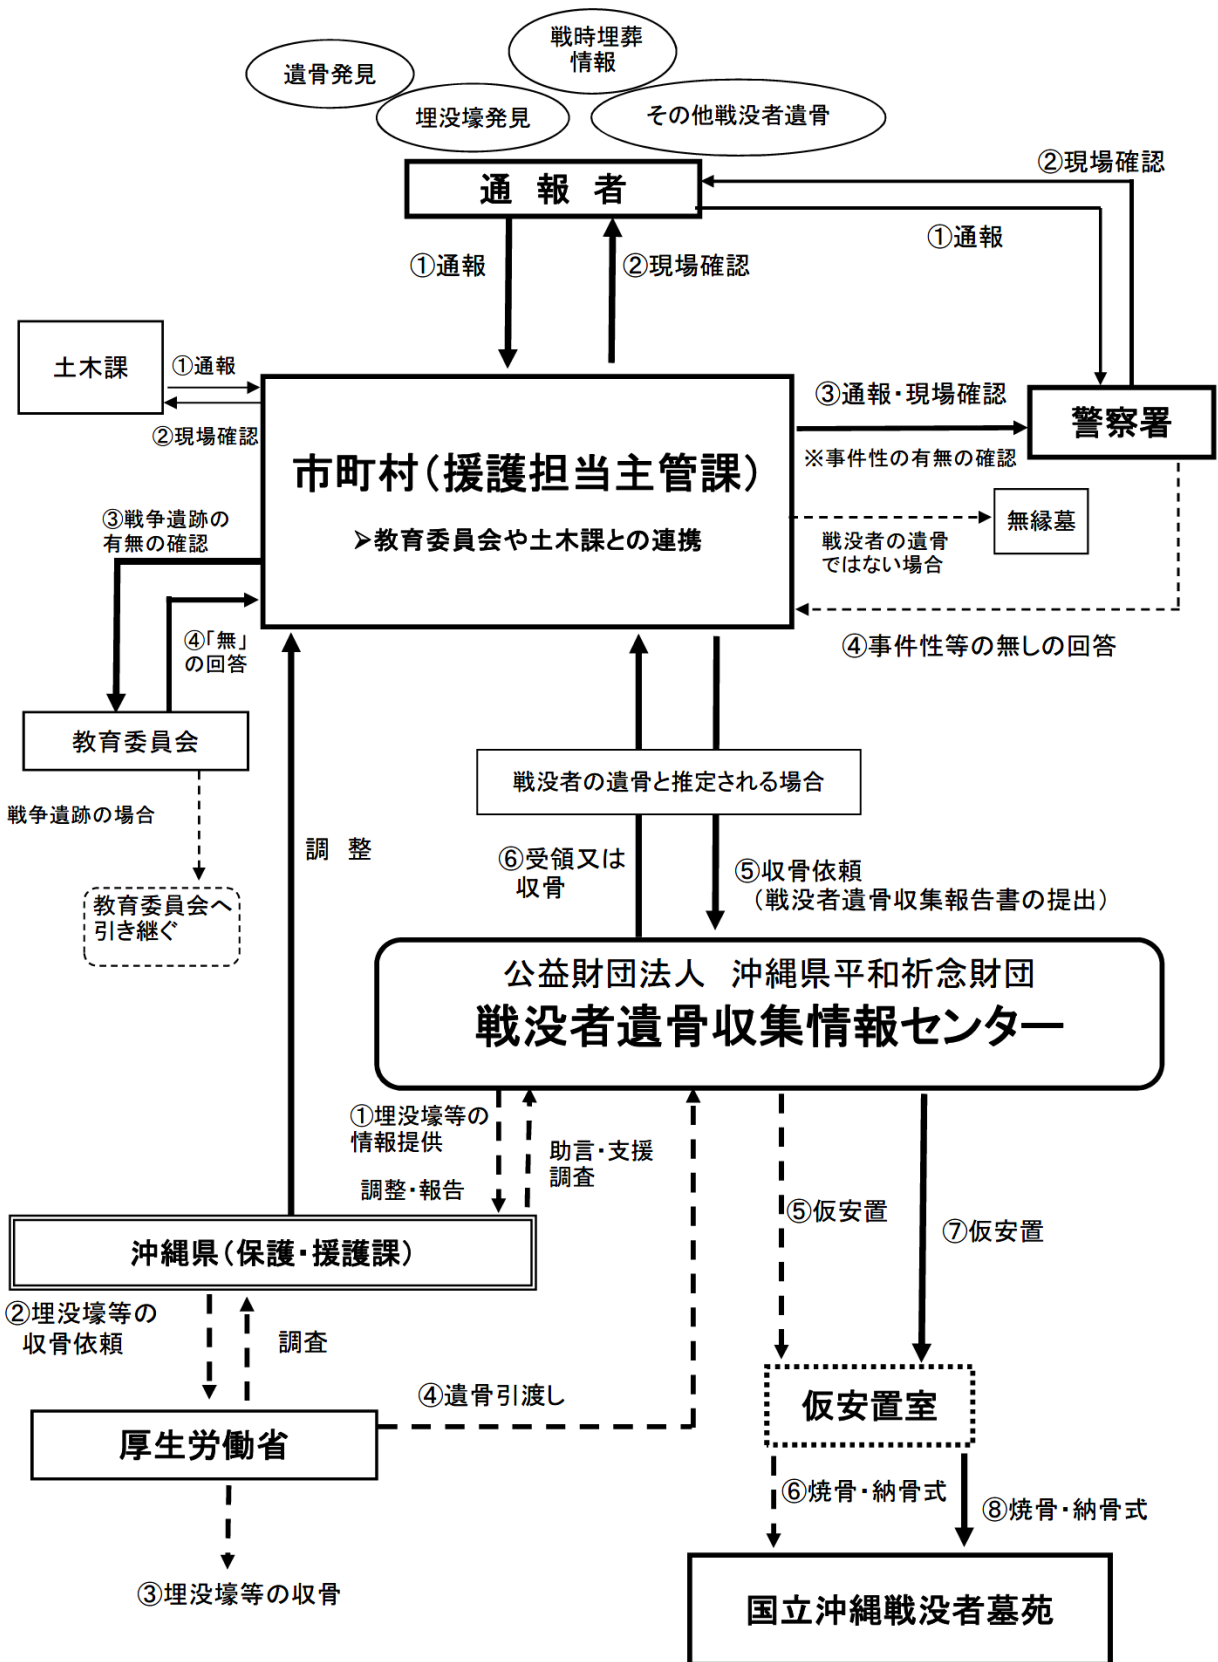 戦時埋葬
情報
遺骨発見
埋没壕発見
その他戦没者遺骨
通 報 者
②現場確認
①通報
①通報
②現場確認
土木課
①通報
②現場確認
市町村(援護担当主管課)
➢教育委員会や土木課との連携
③通報・現場確認
※事件性の有無の確認
警察署
無縁墓
戦没者の遺骨
ではない場合
④事件性等の無しの回答
③戦争遺跡の
有無の確認
④「無」
の回答
教育委員会
戦争遺跡の場合
教育委員会へ
引き継ぐ
調 整
戦没者の遺骨と推定される場合
⑥受領又は
収骨
⑤収骨依頼
(戦没者遺骨収集報告書の提出)
公益財団法人 沖縄県平和祈念財団
戦没者遺骨収集情報センター
①埋没壕等の
情報提供
調整・報告
助言・支援
調査
⑤仮安置
⑦仮安置
沖縄県(保護・援護課)
②埋没壕等の
収骨依頼
調査
④遺骨引渡し
厚生労働省
③埋没壕等の収骨
仮安置室
⑥焼骨・納骨式
⑧焼骨・納骨式
国立沖縄戦没者墓苑